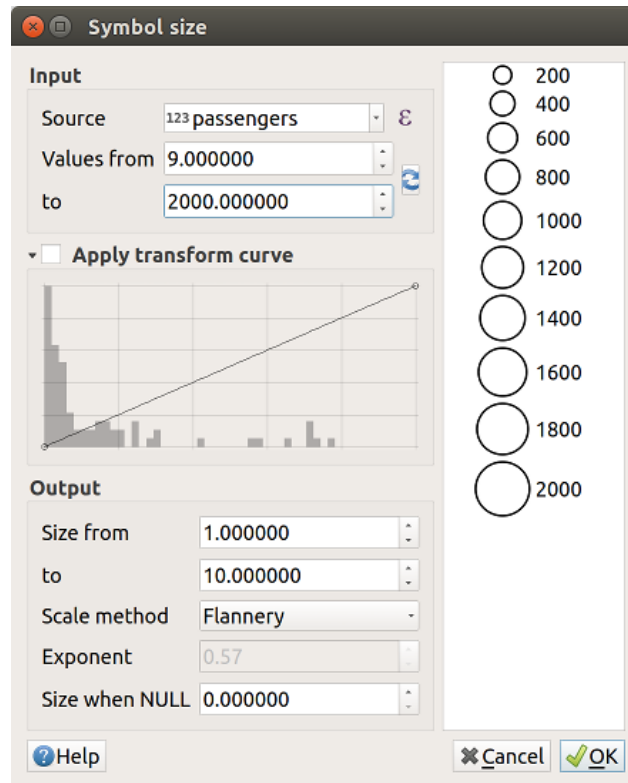 Symbol size
Input
Source 123 passengers ε
Values from 9.000000
to 2000.000000
Apply transform curve
Output
Size from 1.000000
to 10.000000
Scale method Flannery
Exponent 0.57
Size when NULL 0.000000
Help
200
400
600
800
1000
1200
1400
1600
1800
2000
Cancel OK